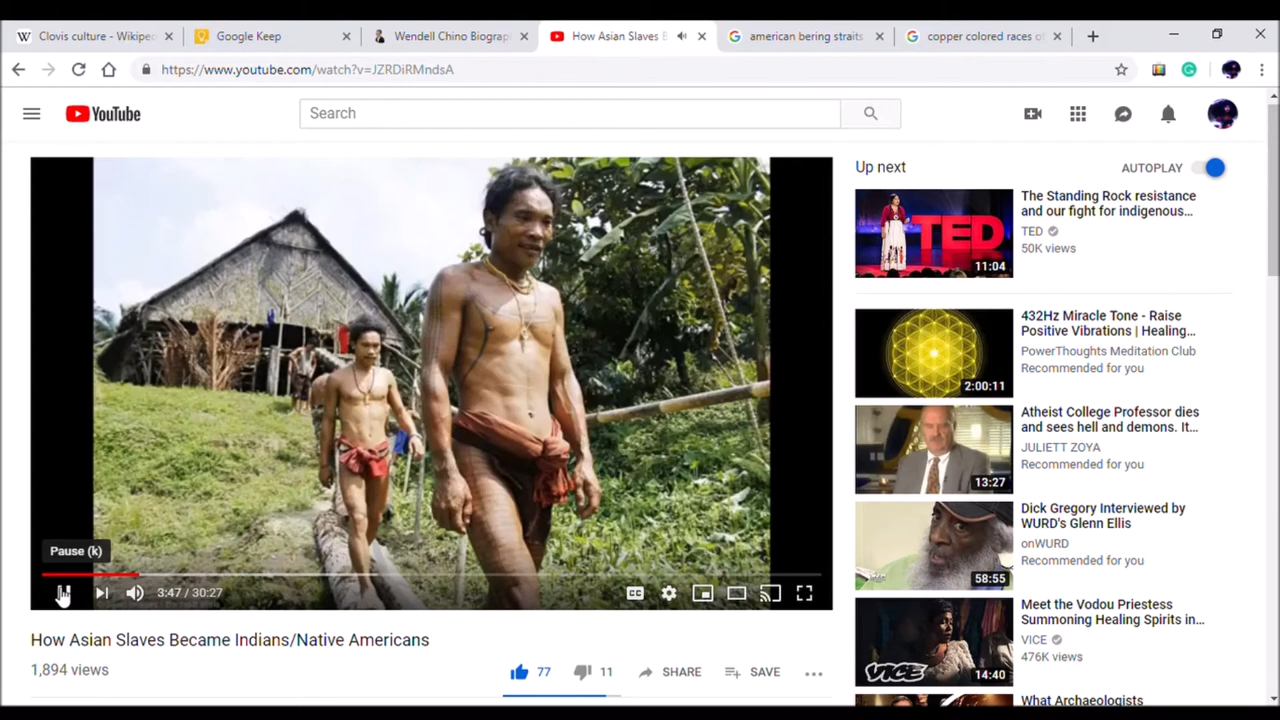 Clovis culture - Wikipe
Google Keep
Wendell Chino Biograp
How Asian Slaves B
american bering straits
copper colored races o
https://www.youtube.com/watch?v=JZRDiRMndsA
YouTube
Search
Up next
AUTOPLAY
TED
11:04
The Standing Rock resistance
and our fight for indigenous...
TED
50K views
2:00:11
432Hz Miracle Tone - Raise
Positive Vibrations | Healing...
PowerThoughts Meditation Club
Recommended for you
13:27
Atheist College Professor dies
and sees hell and demons. It...
JULIETT ZOYA
Recommended for you
58:55
Dick Gregory Interviewed by
WURD's Glenn Ellis
onWURD
Recommended for you
VICE
14:40
Meet the Vodou Priestess
Summoning Healing Spirits in...
VICE
476K views
What Archaeologists
Pause (k)
3:47 / 30:27
CC
How Asian Slaves Became Indians/Native Americans
1,894 views
77
11
SHARE
SAVE